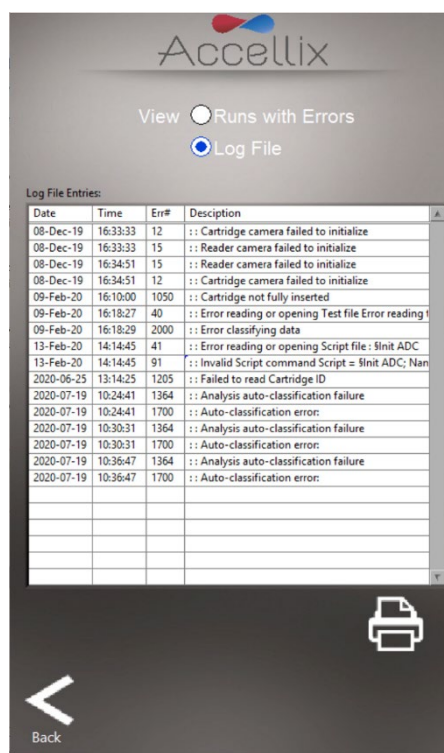 Accellix
View Runs with Errors
Log File
Log File Entries:
Date Time Err# Desciption
08-Dec-19 16:33:33 12 : : Cartridge camera failed to initialize
08-Dec-19 16:33:33 15 : : Reader camera failed to initialize
08-Dec-19 16:34:51 15 : : Reader camera failed to initialize
08-Dec-19 16:34:51 12 : : Cartridge camera failed to initialize
09-Feb-20 16:10:00 1050 : : Cartridge not fully inserted
09-Feb-20 16:18:27 40 : : Error reading or opening Test file Error reading
09-Feb-20 16:18:29 2000 : : Error classifying data
13-Feb-20 14:14:45 41 : : Error reading or opening Script file : §Init ADC
13-Feb-20 14:14:45 91 : : Invalid Script command Script = §Init ADC; Nan
2020-06-25 13:14:25 1205 : : Failed to read Cartridge ID
2020-07-19 10:24:41 1364 : : Analysis auto-classification failure
2020-07-19 10:24:41 1700 : : Auto-classification error:
2020-07-19 10:30:31 1364 : : Analysis auto-classification failure
2020-07-19 10:30:31 1700 : : Auto-classification error:
2020-07-19 10:36:47 1364 : : Analysis auto-classification failure
2020-07-19 10:36:47 1700 : : Auto-classification error:
Back